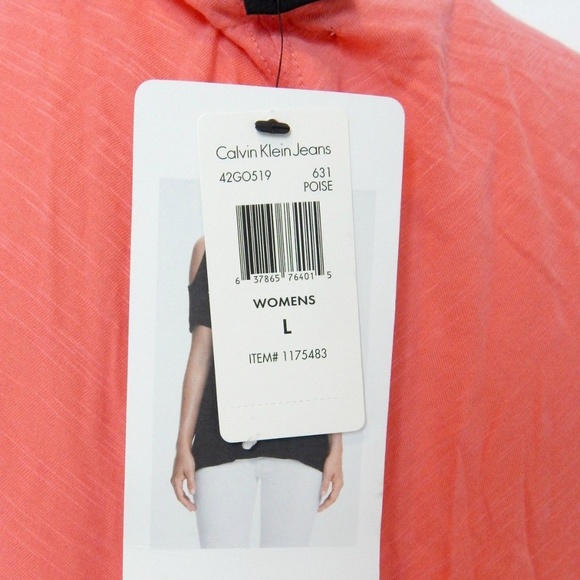 Calvin Klein Jeans
42GO519 631
POISE
6 37865 76401 5
WOMENS
L
ITEM# 1175483